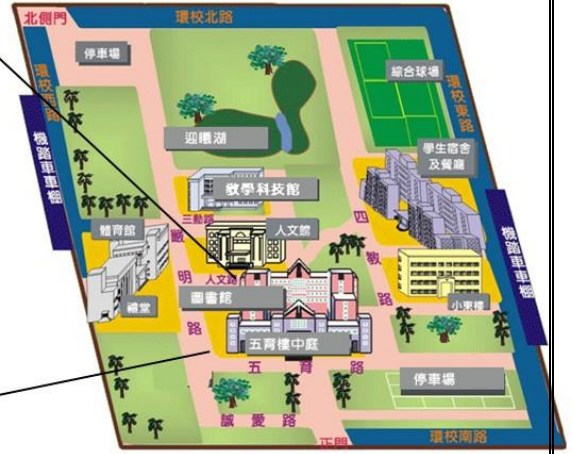 北側門
環校北路
停車場
綜合球場
環校西路
環校東路
機踏車車棚
迎曦湖
學生宿舍
及餐廳
教學科技館
三動路
四教路
體育館
人文館
敬明路
人文路
機踏車車棚
圖書館
小東樓
禮堂
五育樓中庭
五育路
停車場
誠愛路
正門
環校南路